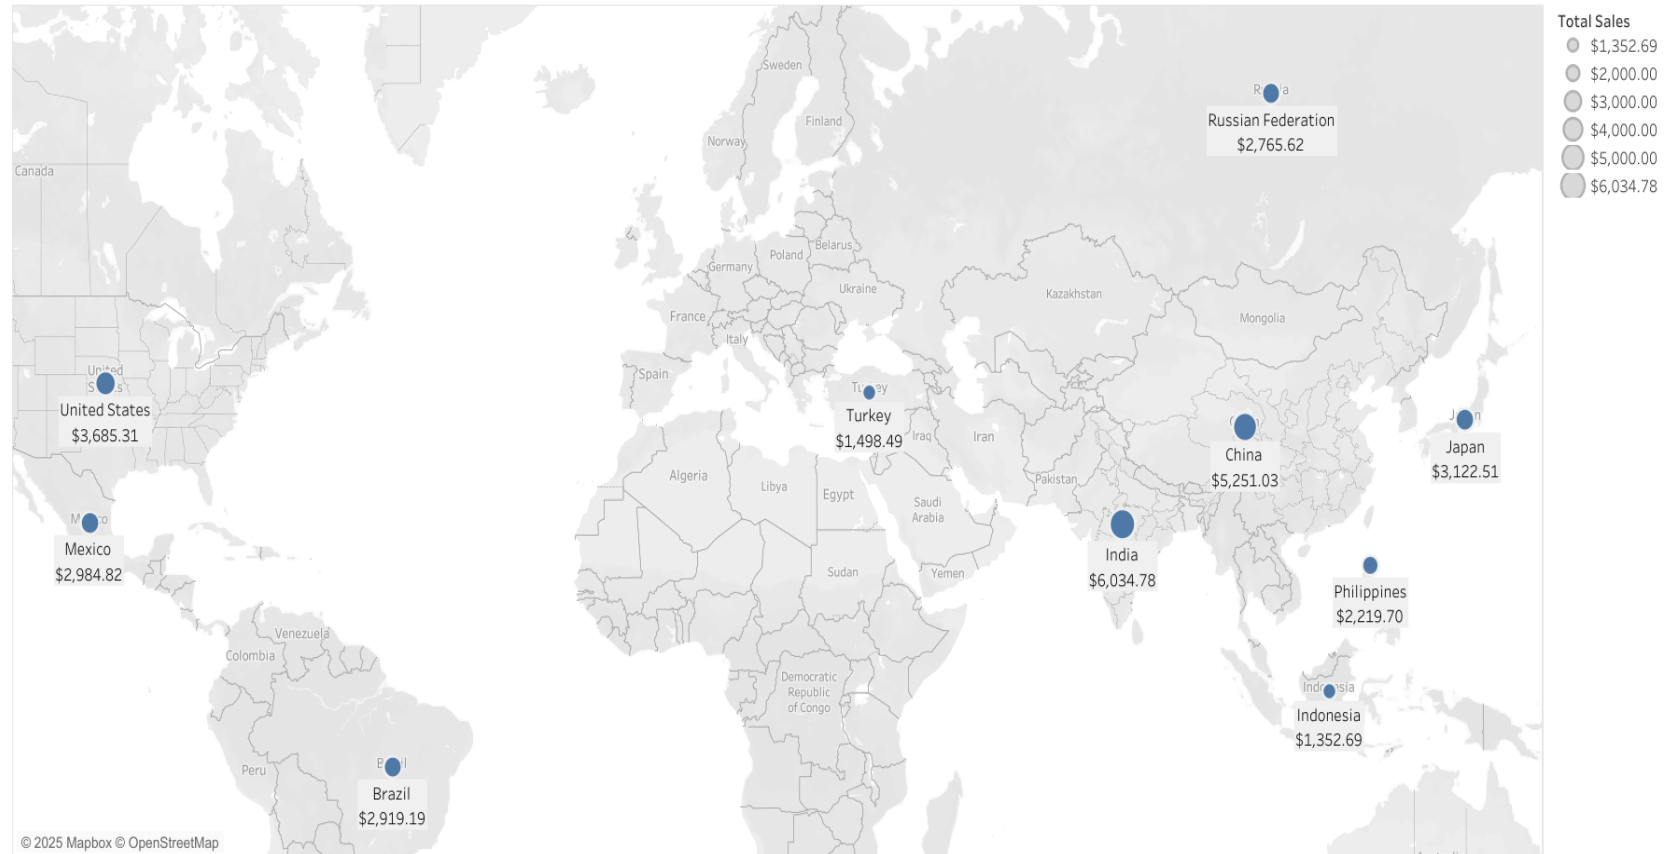 Total Sales
$1,352.69
$2,000.00
$3,000.00
$4,000.00
$5,000.00
$6,034.78
Sweden
Finland
Norway
Russian Federation
$2,765.62
Canada
Belarus
Poland
Germany
Ukraine
Kazakhstan
France
Mongolia
Italy
Spain
United
United States
$3,685.31
Turkey
$1,498.49
Iraq
Iran
China
$5,251.03
Japan
$3,122.51
Pakistan
Algeria
Libya
Egypt
Saudi
Arabia
Mexico
$2,984.82
India
$6,034.78
Sudan
Yemen
Philippines
$2,219.70
Venezuela
Colombia
Democratic
Republic
of Congo
Indonesia
$1,352.69
Peru
Brazil
$2,919.19
© 2025 Mapbox © OpenStreetMap